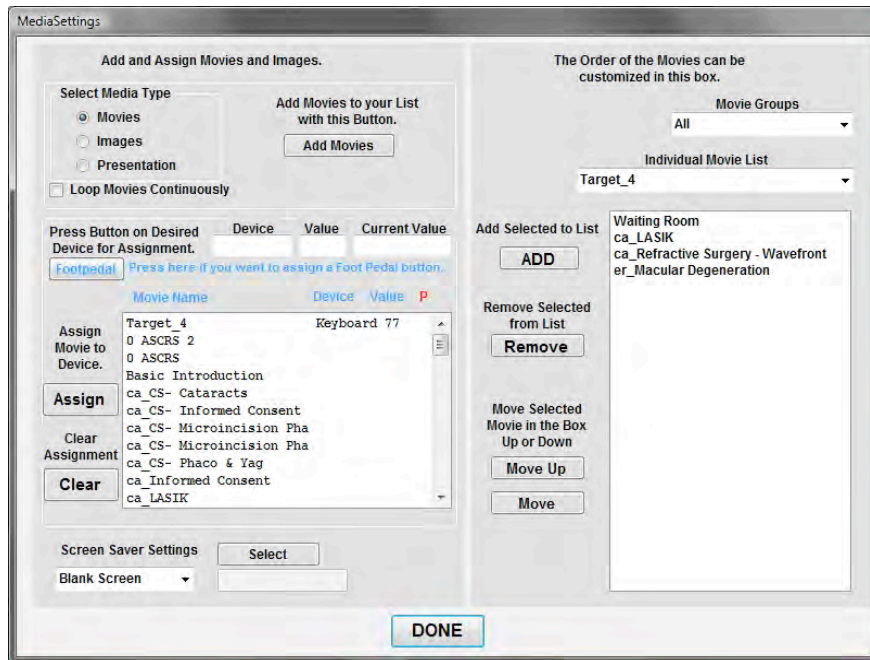 MediaSettings
Add and Assign Movies and Images.
Select Media Type
Movies
Images
Presentation
Loop Movies Continuously
Add Movies to your List
with this Button.
Add Movies
Press Button on Desired
Device for Assignment.
Device Value Current Value
Footpedal Press here if you want to assign a Foot Pedal button.
Movie Name Device Value P
Assign
Movie to
Device.
Assign
Clear
Assignment
Clear
Target_4 Keyboard 77
0 ASCRS 2
0 ASCRS
Basic Introduction
ca_CS- Cataracts
ca_CS- Informed Consent
ca_CS- Microincision Pha
ca_CS- Microincision Pha
ca_CS- Phaco & Yag
ca_Informed Consent
ca_LASIK
Screen Saver Settings
Select
Blank Screen
The Order of the Movies can be
customized in this box.
Movie Groups
All
Individual Movie List
Target_4
Add Selected to List
ADD
Remove Selected
from List
Remove
Move Selected
Movie in the Box
Up or Down
Move Up
Move
Waiting Room
ca_LASIK
ca_Refractive Surgery - Wavefront
er_Macular Degeneration
DONE